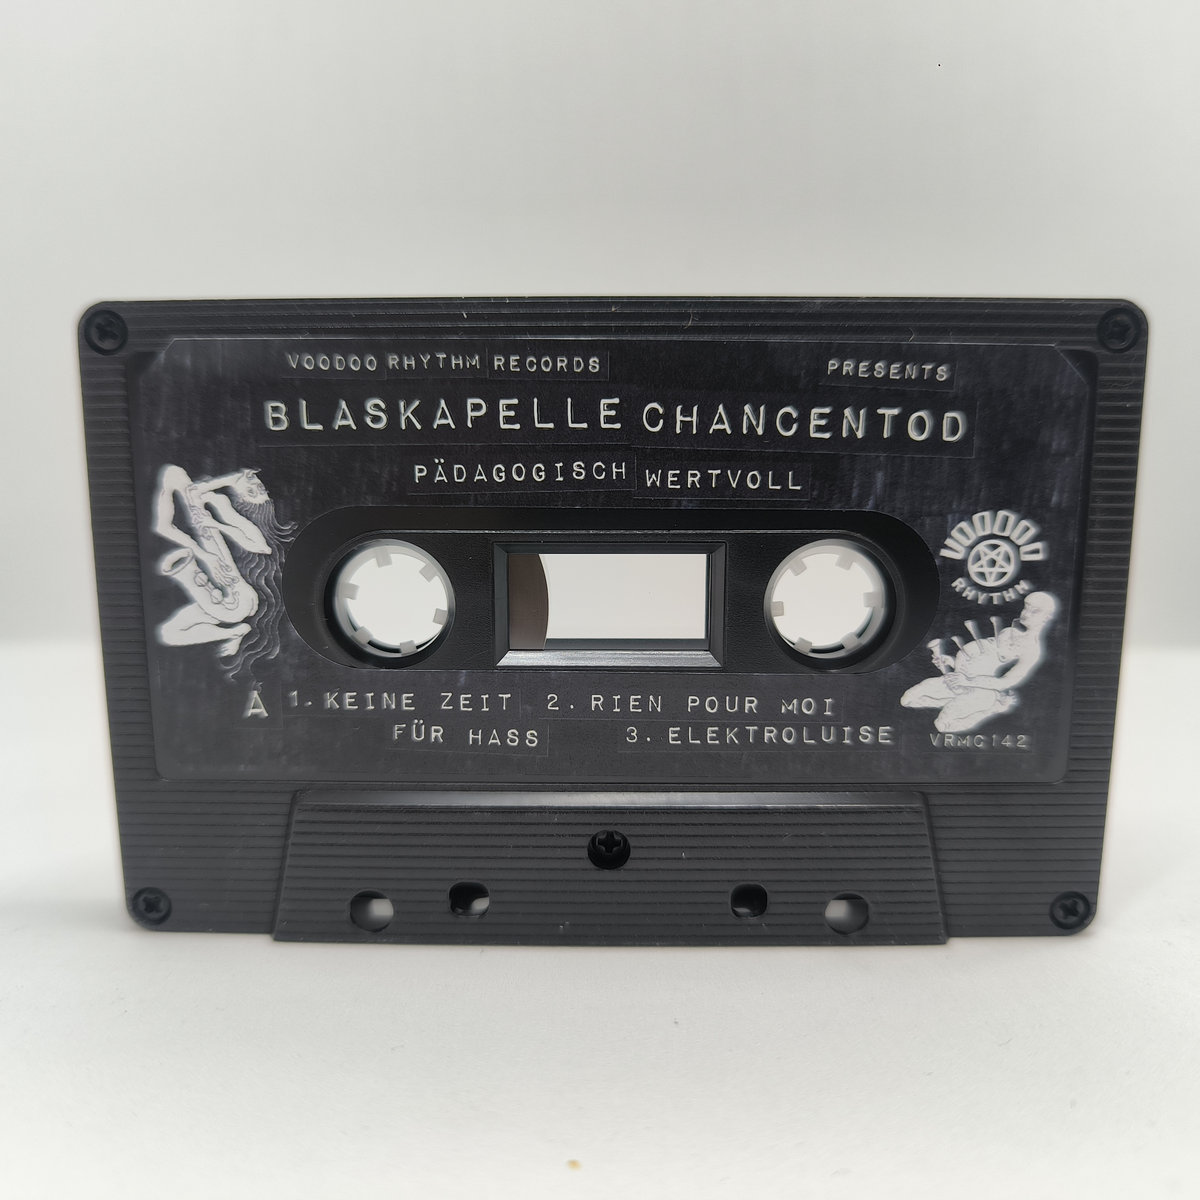 VOODOO RHYTHM RECORDS PRESENTS
BLASKAPELLE CHANCENTOD
PÄDAGOGISCH WERTVOLL
VOODOO
RHYTHM
A 1. KEINE ZEIT 2. RIEN POUR MOI
FÜR HASS 3. ELEKTROLUISE
VRMC142